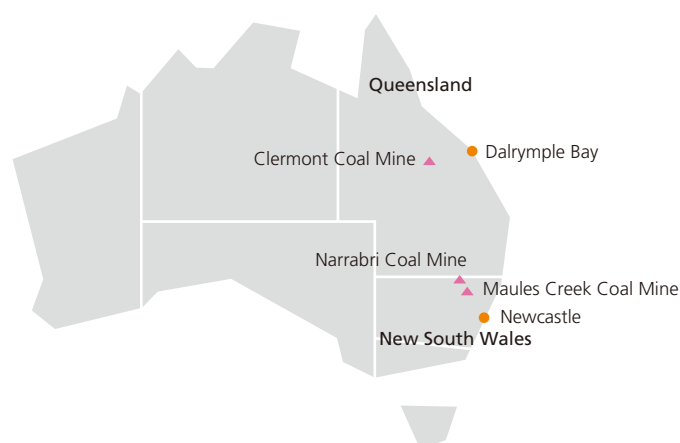 Queensland
Clermont Coal Mine
Dalrymple Bay
Narrabri Coal Mine
Maules Creek Coal Mine
Newcastle
New South Wales